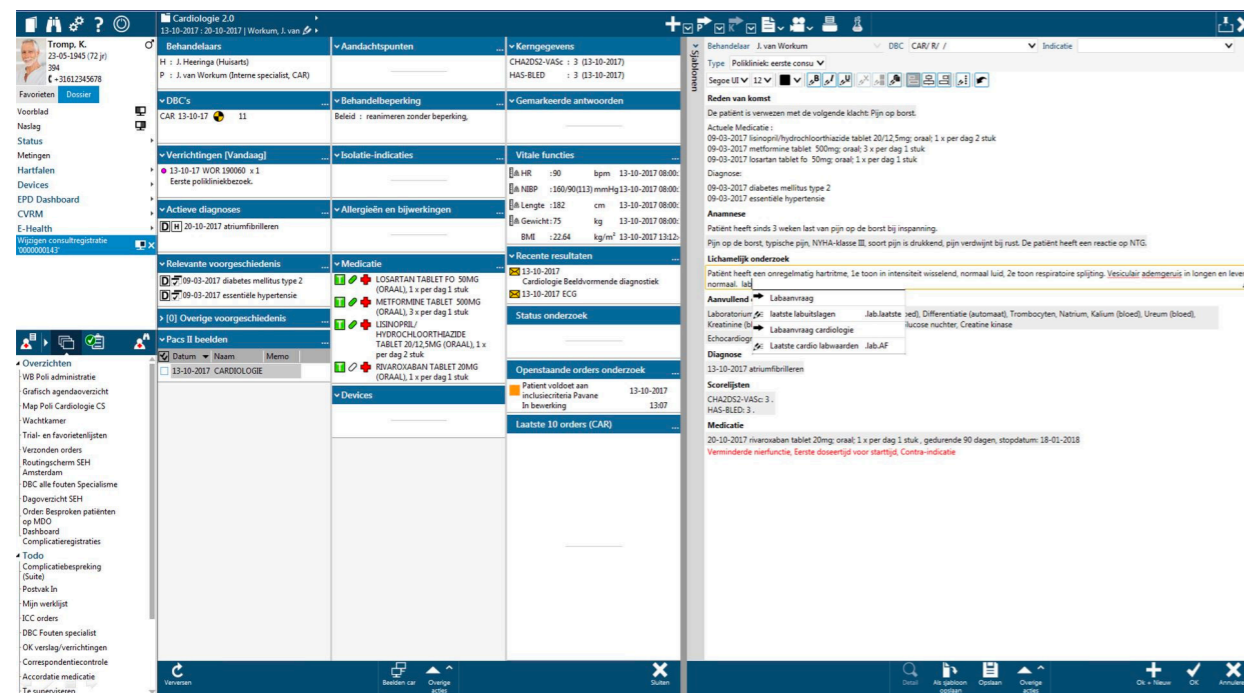 Cardiologie 2.0
13-10-2017 : 20-10-2017 | Workum, J. van
Tromp, K.
23-05-1945 (72 jr)
394
+31612345678
Favorieten Dossier
Voorblad
Naslag
Status
Metingen
Hartfalen
Devices
EPD Dashboard
CVRM
E-Health
Wijzigen consultregistratie
'0000000143'
Overzichten
WB Poli administratie
Grafisch agendaoverzicht
Map Poli Cardiologie CS
Wachtkamer
Trial- en favorietenlijsten
Verzonden orders
Routingscherm SEH
Amsterdam
DBC alle fouten Specialisme
Dagoverzicht SEH
Order: Besproken patiënten
op MDO
Dashboard
Complicatieregistraties
Todo
Complicatiebespreking
(Suite)
Postvak In
Mijn werklijst
ICC orders
DBC Fouten specialist
OK verslag/verrichtingen
Correspondentiecontrole
Accordatie medicatie
Te superviseren
Behandelaars
H : J. Heeringa (Huisarts)
P : J. van Workum (Interne specialist, CAR)
DBC's ...
CAR 13-10-17 11
Verrichtingen [Vandaag] ...
13-10-17 WOR 190060 x 1
Eerste polikliniekbezoek.
Actieve diagnoses ...
D H 20-10-2017 atriumfibrilleren
Relevante voorgeschiedenis ...
D 09-03-2017 diabetes mellitus type 2
D 09-03-2017 essentiële hypertensie
[0] Overige voorgeschiedenis ...
Pacs II beelden ...
Datum Naam Memo
13-10-2017 CARDIOLOGIE
Verversen
Aandachtspunten
Behandelbeperking ...
Beleid : reanimeren zonder beperking,
Isolatie-indicaties ...
Allergieën en bijwerkingen ...
Medicatie ...
LOSARTAN TABLET FO 50MG
(ORAAL), 1 x per dag 1 stuk
METFORMINE TABLET 500MG
(ORAAL), 3 x per dag 1 stuk
LISINOPRIL/
HYDROCHLOORTHIAZIDE
TABLET 20/12,5MG (ORAAL), 1 x
per dag 2 stuk
RIVAROXABAN TABLET 20MG
(ORAAL), 1 x per dag 1 stuk
Devices
Beelden car Overige
acties
Kerngegevens
CHA2DS2-VASc : 3 (13-10-2017)
HAS-BLED : 3 (13-10-2017)
Gemarkeerde antwoorden
Vitale functies ...
HR :90 bpm 13-10-2017 08:00:
NIBP :160/90(113) mmHg 13-10-2017 08:00:
Lengte :182 cm 13-10-2017 08:00:
Gewicht :75 kg 13-10-2017 08:00:
BMI :22.64 kg/m² 13-10-2017 13:12:
Recente resultaten ...
13-10-2017
Cardiologie Beeldvormende diagnostiek
13-10-2017 ECG
Status onderzoek
Openstaande orders onderzoek ...
Patient voldoet aan
inclusiecriteria Pavane 13-10-2017
In bewerking 13:07
Laatste 10 orders (CAR) ...
Sluiten
Sjablonen
Behandelaar J. van Workum DBC CAR/ R/ / Indicatie
Type Polikliniek: eerste consu
Segoe UI 12
Reden van komst
De patiënt is verwezen met de volgende klacht: Pijn op borst.
Actuele Medicatie :
09-03-2017 lisinopril/hydrochloorthiazide tablet 20/12,5mg; oraal; 1 x per dag 2 stuk
09-03-2017 metformine tablet 500mg; oraal; 3 x per dag 1 stuk
09-03-2017 losartan tablet fo 50mg; oraal; 1 x per dag 1 stuk
Diagnose:
09-03-2017 diabetes mellitus type 2
09-03-2017 essentiële hypertensie
Anamnese
Patiënt heeft sinds 3 weken last van pijn op de borst bij inspanning.
Pijn op de borst, typische pijn, NYHA-klasse III, soort pijn is drukkend, pijn verdwijnt bij rust. De patiënt heeft een reactie op NTG.
Lichamelijk onderzoek
Patiënt heeft een onregelmatig hartritme, 1e toon in intensiteit wisselend, normaal luid, 2e toon respiratoire splijting. Vesiculair ademgeruis in longen en lever
normaal. lab
Labaanvraag
laatste labuitslagen .lab.laatste
Labaanvraag cardiologie
Laatste cardio labwaarden .lab.AF
Aanvullend
Laboratorium oed), Differentiatie (automaat), Trombocyten, Natrium, Kalium (bloed), Ureum (bloed),
Kreatinine (bl lucose nuchter, Creatine kinase
Echocardiogr
Diagnose
13-10-2017 atriumfibrilleren
Scorelijsten
CHA2DS2-VASc: 3 .
HAS-BLED: 3 .
Medicatie
20-10-2017 rivaroxaban tablet 20mg; oraal; 1 x per dag 1 stuk , gedurende 90 dagen, stopdatum: 18-01-2018
Verminderde nierfunctie, Eerste doseertijd voor starttijd, Contra-indicatie
Detail Als sjabloon
opslaan Opslaan Overige
acties Ok + Nieuw OK Annuleren